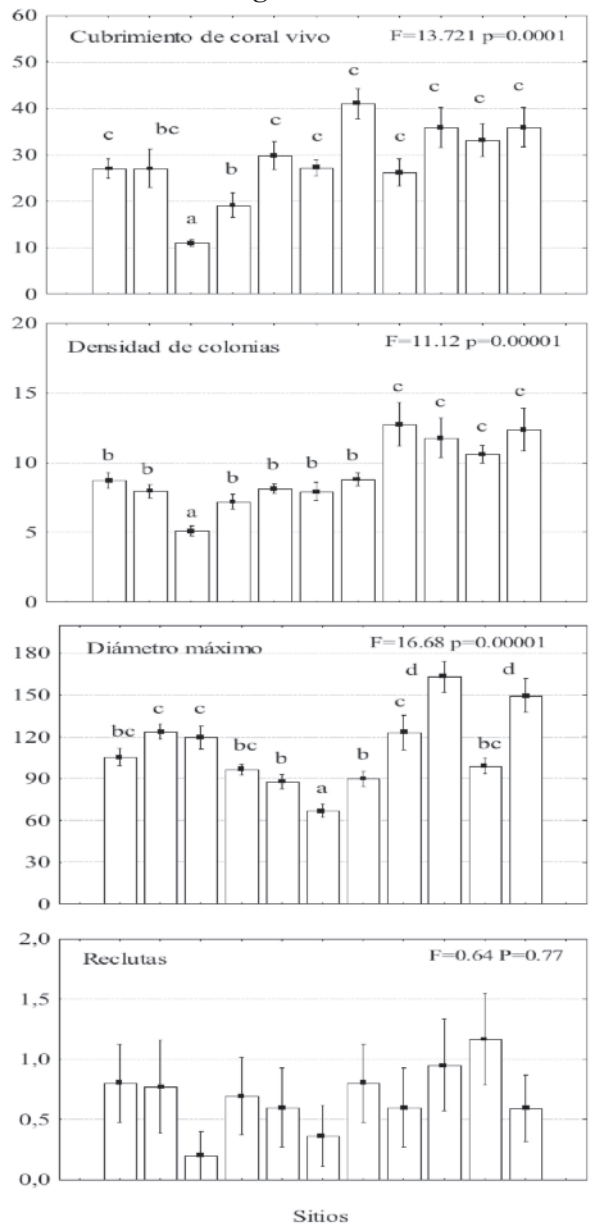 g
60
Cubrimiento de coral vivo F=13.721 p=0.0001
50
c
40
c c c
c bc c c
30
b
20
a
10
0
20
Densidad de colonias F=11.12 p=0.00001
15
c c c c
10
b b b b b b
5
a
0
180
Diámetro máximo F=16.68 p=0.00001
150
d d
120
bc c c c
90
bc b b bc
60
a
30
0
2,0
Reclutas F=0.64 P=0.77
1,5
1,0
0,5
0,0
Sitios